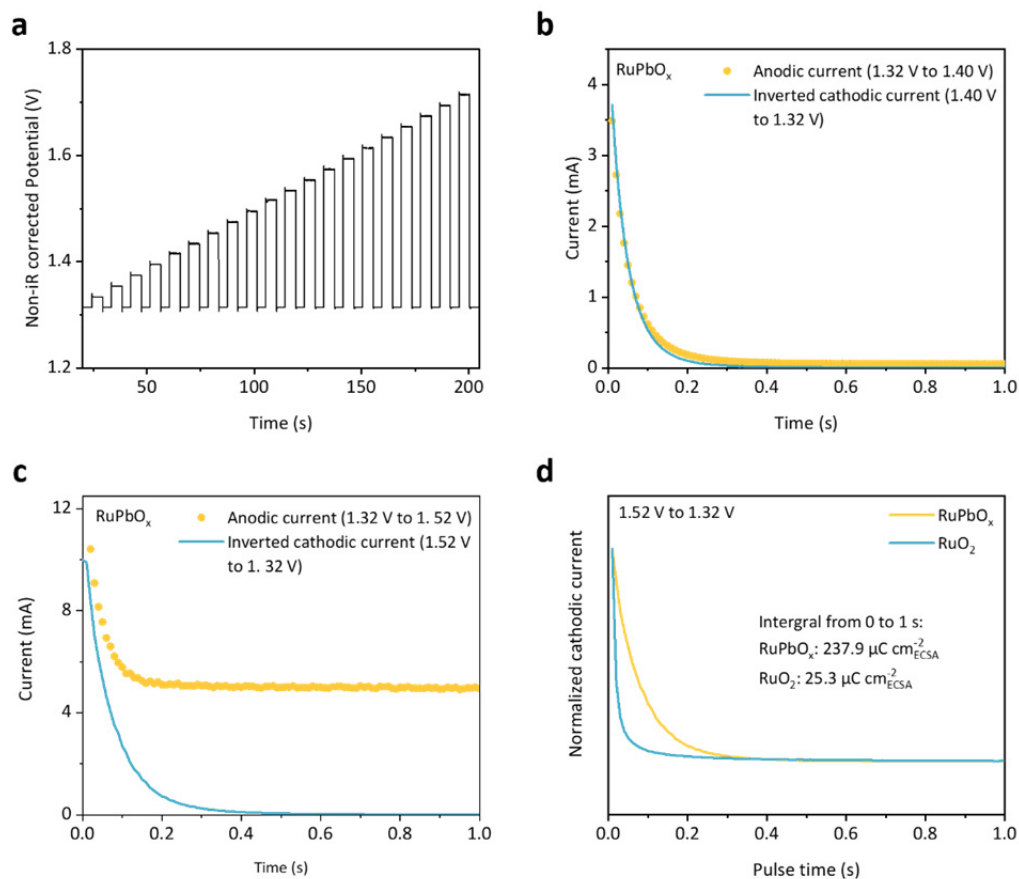 a
1.8
1.6
1.4
1.2
Non-iR corrected Potential (V)
50
100
150
200
Time (s)
b
RuPbOₓ
Anodic current (1.32 V to 1.40 V)
Inverted cathodic current (1.40 V
to 1.32 V)
4
3
2
1
0
Current (mA)
0.0
0.2
0.4
0.6
0.8
1.0
Time (s)
c
RuPbOₓ
Anodic current (1.32 V to 1. 52 V)
Inverted cathodic current (1.52 V
to 1. 32 V)
12
8
4
0
Current (mA)
0.0
0.2
0.4
0.6
0.8
1.0
Time (s)
d
1.52 V to 1.32 V
RuPbOₓ
RuO₂
Intergral from 0 to 1 s:
RuPbOₓ: 237.9 µC cm⁻²ECSA
RuO₂: 25.3 µC cm⁻²ECSA
Normalized cathodic current
0.0
0.2
0.4
0.6
0.8
1.0
Pulse time (s)